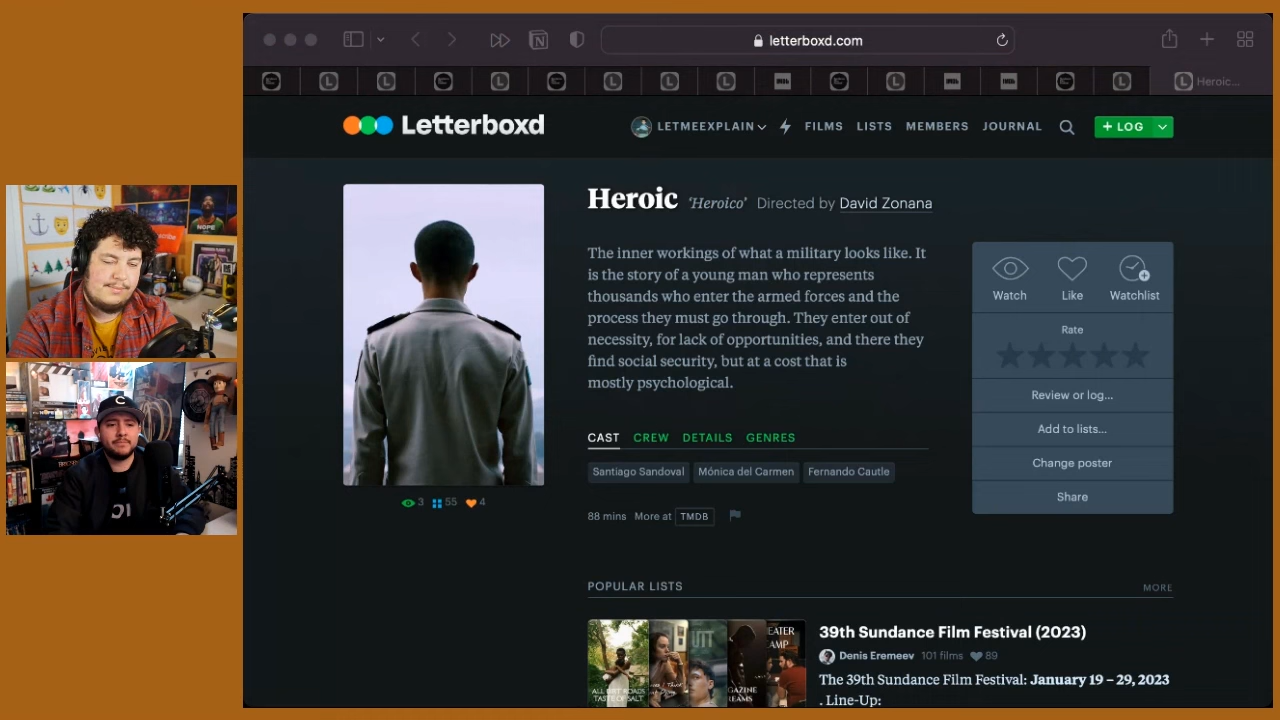 letterboxd.com
Heroic...
Letterboxd
LETMEEXPLAIN FILMS LISTS MEMBERS JOURNAL + LOG
Heroic 'Heroico' Directed by David Zonana
The inner workings of what a military looks like. It
is the story of a young man who represents
thousands who enter the armed forces and the
process they must go through. They enter out of
necessity, for lack of opportunities, and there they
find social security, but at a cost that is
mostly psychological.
Watch Like Watchlist
Rate
Review or log...
Add to lists...
Change poster
Share
CAST CREW DETAILS GENRES
Santiago Sandoval Mónica del Carmen Fernando Cautle
3 55 4
88 mins More at TMDB
POPULAR LISTS MORE
39th Sundance Film Festival (2023)
Denis Eremeev 101 films 89
The 39th Sundance Film Festival: January 19 – 29, 2023
. Line-Up:
NOPE